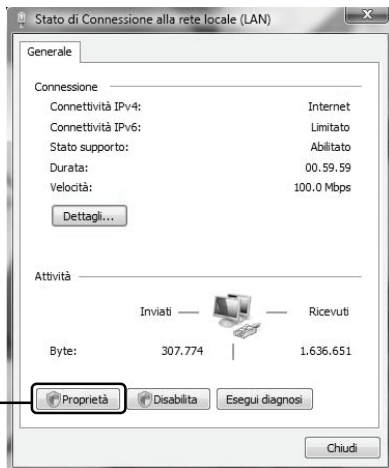 Stato di Connessione alla rete locale (LAN)
Generale
Connessione
Connettività IPv4: Internet
Connettività IPv6: Limitato
Stato supporto: Abilitato
Durata: 00.59.59
Velocità: 100.0 Mbps
Dettagli...
Attività
Inviati Ricevuti
Byte: 307.774 1.636.651
Proprietà Disabilita Esegui diagnosi
Chiudi